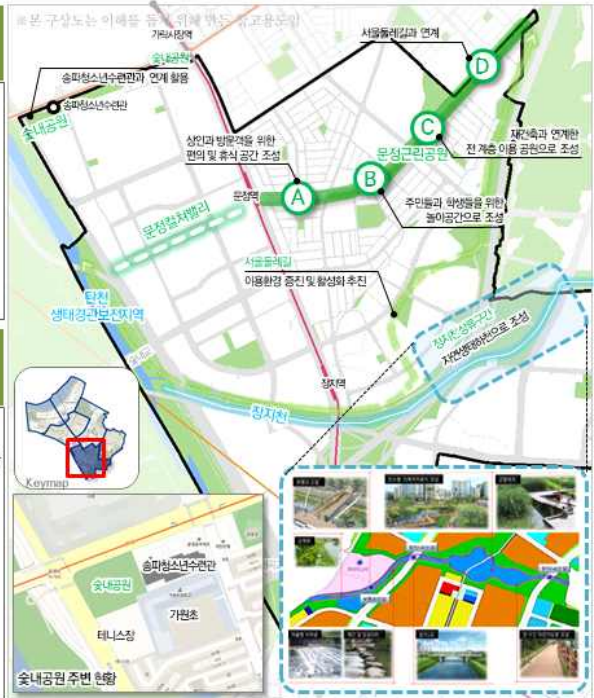 ※본 구상도는 이해를 돕기 위해 만든 참고용도임
가락시장역
숯내공원
송파청소년수련관과 연계 활용
송파청소년수련관
숯내공원
서울둘레길과 연계
D
C
재건축과 연계한
전 계층 이용 공원으로 조성
문정근린공원
상인과 방문객을 위한
편의 및 휴식 공간 조성
문정역
A
B
주민들과 학생들을 위한
놀이공간으로 조성
문정컬처밸리
서울둘레길
이용환경 증진 및 활성화 추진
탄천
생태경관보전지역
장지천상류구간
자연생태하천으로 조성
장지역
장지천
Keymap
숯내공원
송파청소년수련관
가원초
테니스장
숯내공원 주변 현황